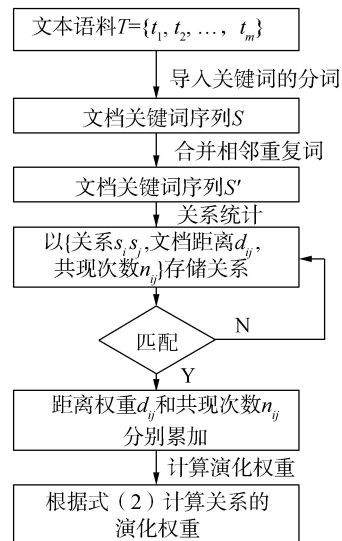 文本语料T={t₁, t₂, …, tₘ}
导入关键词的分词
文档关键词序列S
合并相邻重复词
文档关键词序列S′
关系统计
以{关系sᵢsⱼ,文档距离dᵢⱼ,
共现次数nᵢⱼ}存储关系
匹配
N
Y
距离权重dᵢⱼ和共现次数nᵢⱼ
分别累加
计算演化权重
根据式（2）计算关系的
演化权重